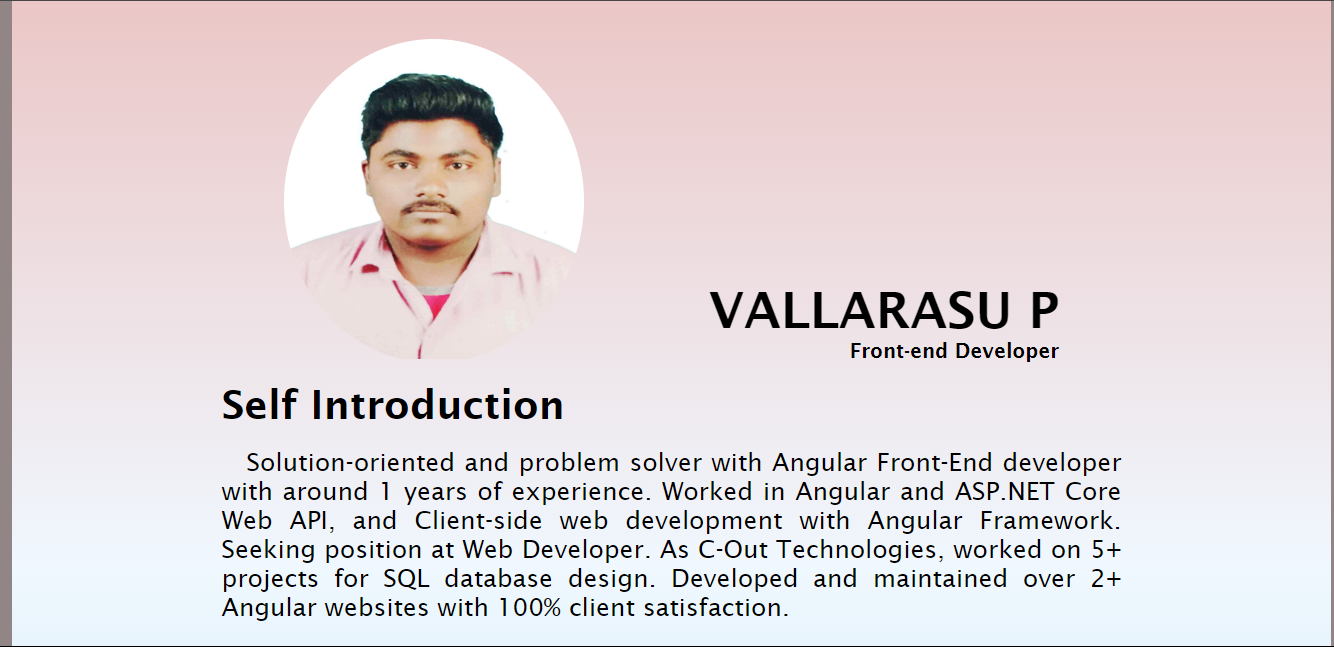 VALLARASU P
Front-end Developer
Self Introduction
Solution-oriented and problem solver with Angular Front-End developer
with around 1 years of experience. Worked in Angular and ASP.NET Core
Web API, and Client-side web development with Angular Framework.
Seeking position at Web Developer. As C-Out Technologies, worked on 5+
projects for SQL database design. Developed and maintained over 2+
Angular websites with 100% client satisfaction.